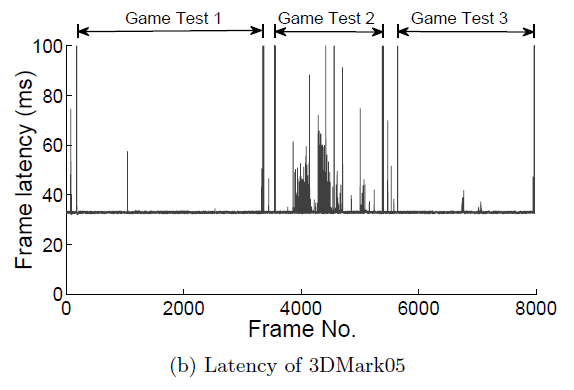 Game Test 1 Game Test 2 Game Test 3
100
80
60
40
20
0
Frame latency (ms)
0 2000 4000 6000 8000
Frame No.
(b) Latency of 3DMark05